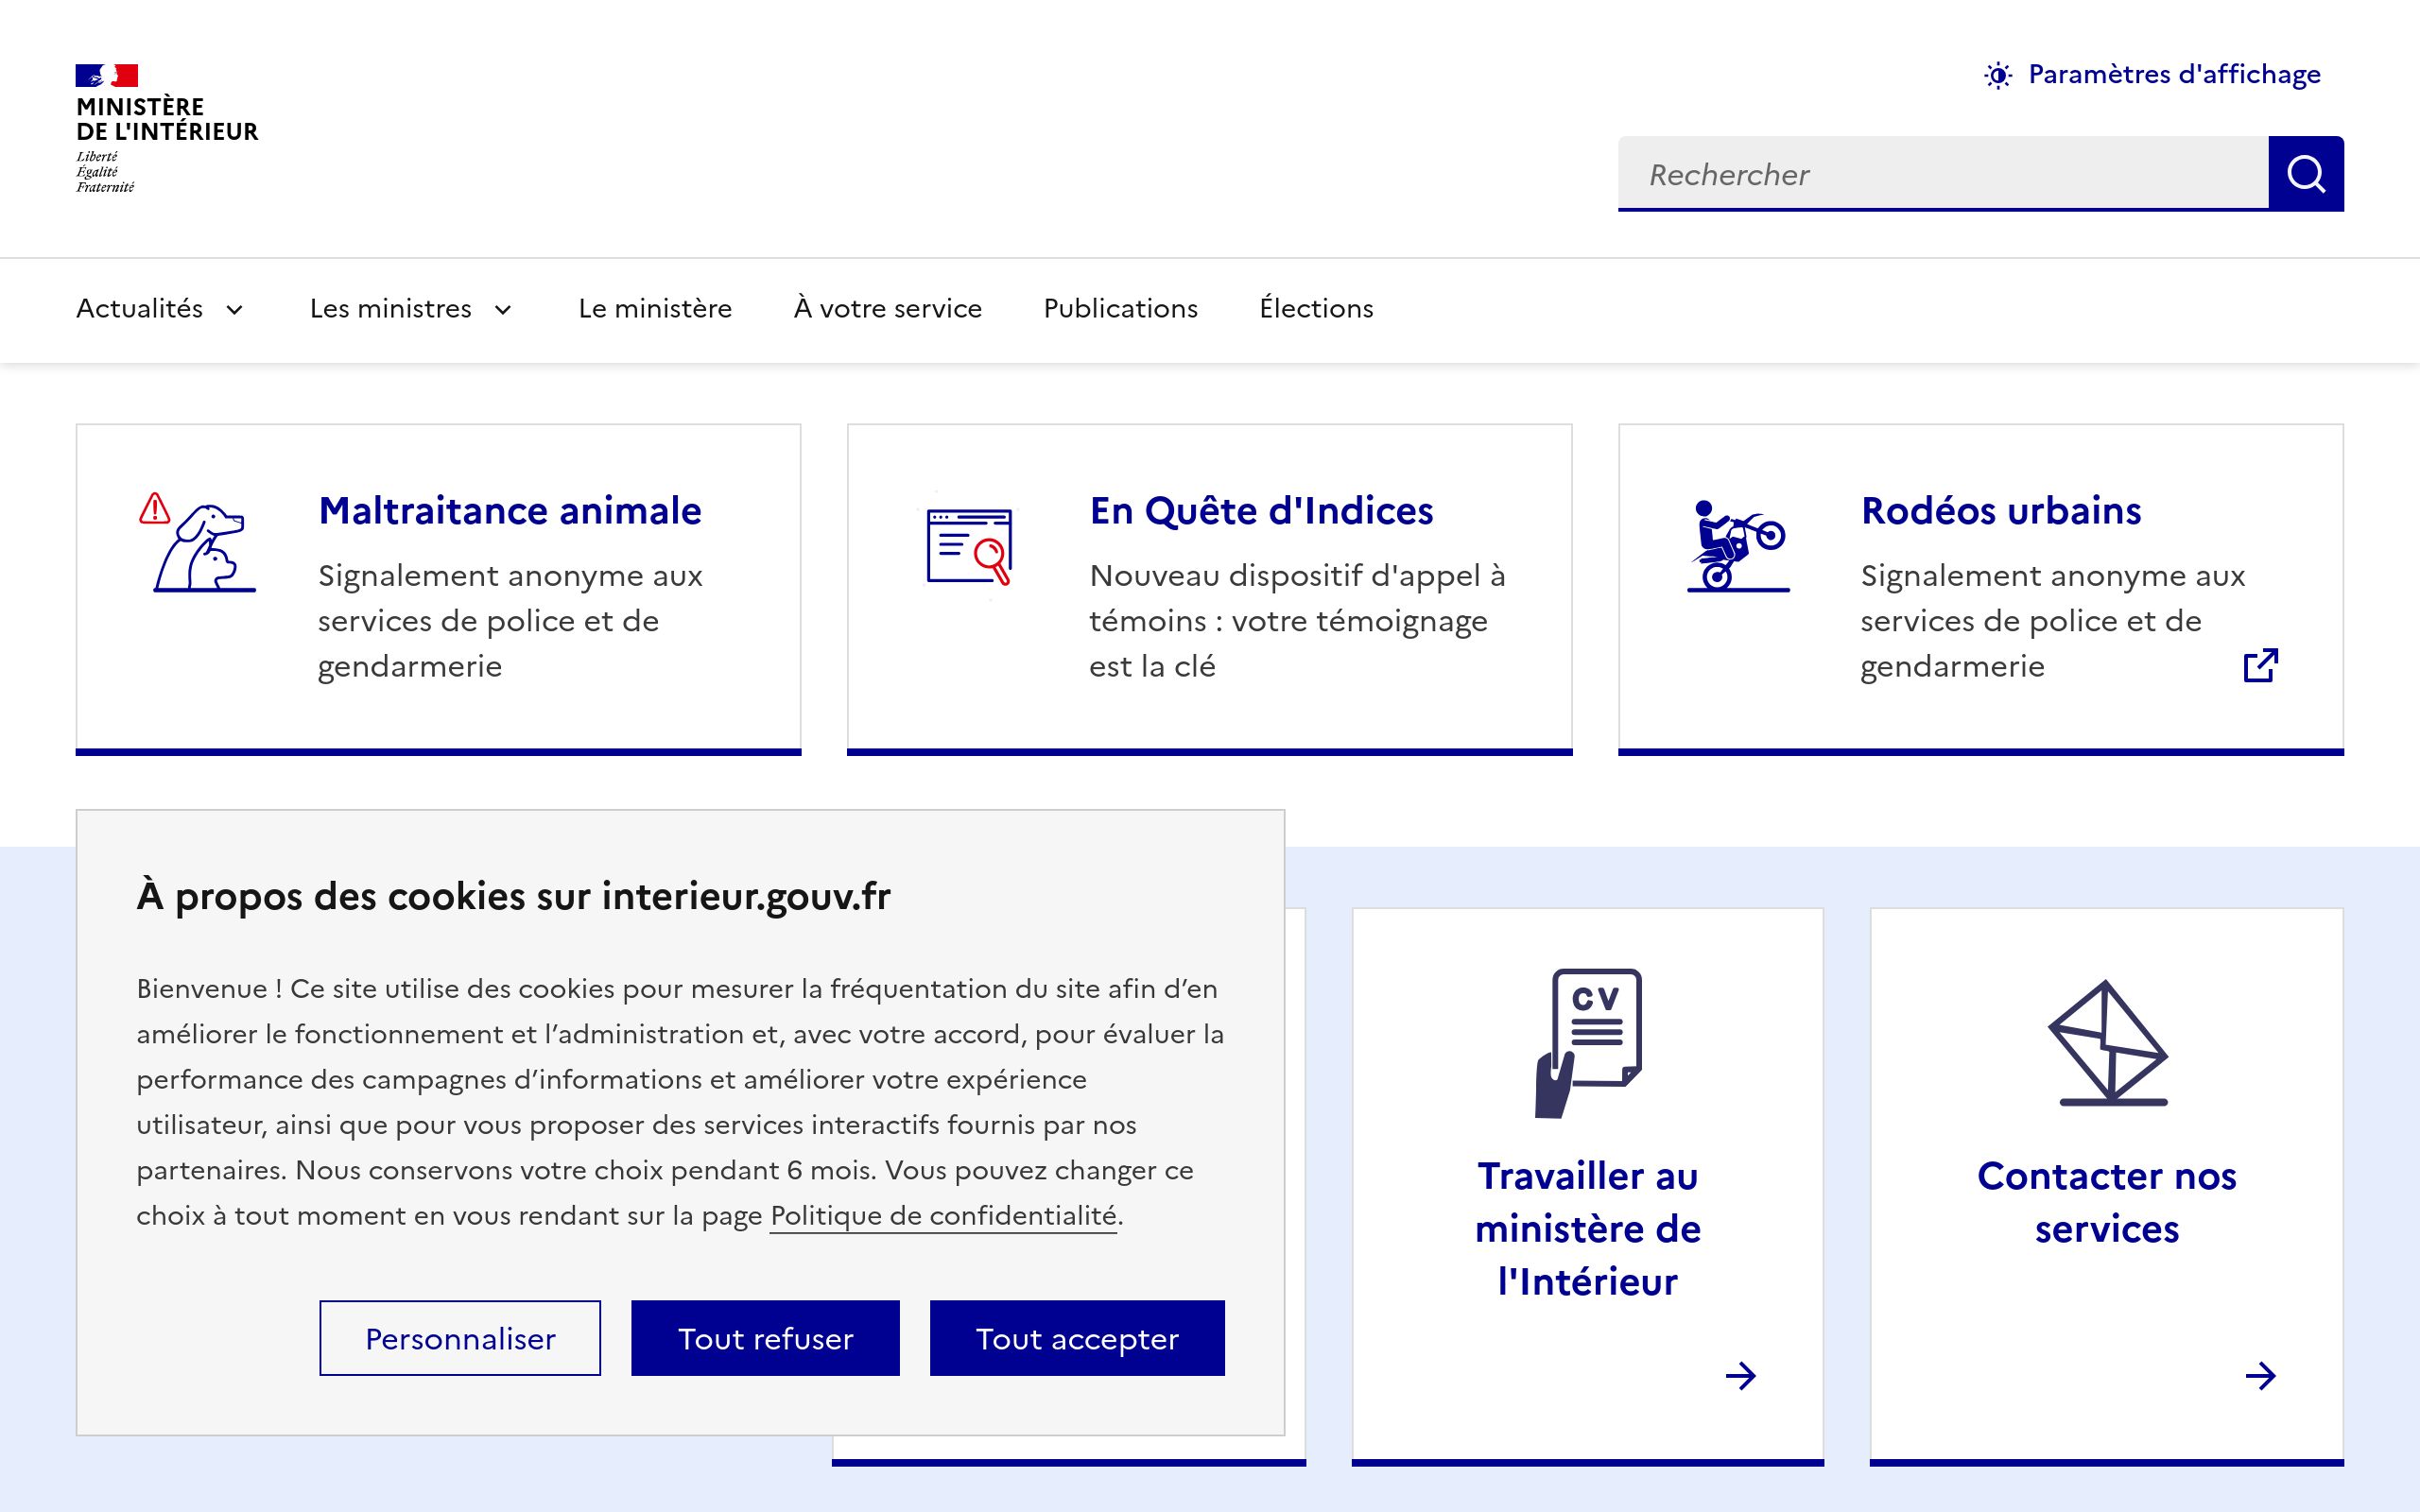 MINISTÈRE
DE L'INTÉRIEUR
Liberté
Égalité
Fraternité
Paramètres d'affichage
Rechercher
Actualités
Les ministres
Le ministère
À votre service
Publications
Élections
Maltraitance animale
Signalement anonyme aux
services de police et de
gendarmerie
En Quête d'Indices
Nouveau dispositif d'appel à
témoins : votre témoignage
est la clé
Rodéos urbains
Signalement anonyme aux
services de police et de
gendarmerie
À propos des cookies sur interieur.gouv.fr
Bienvenue ! Ce site utilise des cookies pour mesurer la fréquentation du site afin d’en
améliorer le fonctionnement et l’administration et, avec votre accord, pour évaluer la
performance des campagnes d’informations et améliorer votre expérience
utilisateur, ainsi que pour vous proposer des services interactifs fournis par nos
partenaires. Nous conservons votre choix pendant 6 mois. Vous pouvez changer ce
choix à tout moment en vous rendant sur la page Politique de confidentialité.
Personnaliser
Tout refuser
Tout accepter
CV
Travailler au
ministère de
l'Intérieur
Contacter nos
services